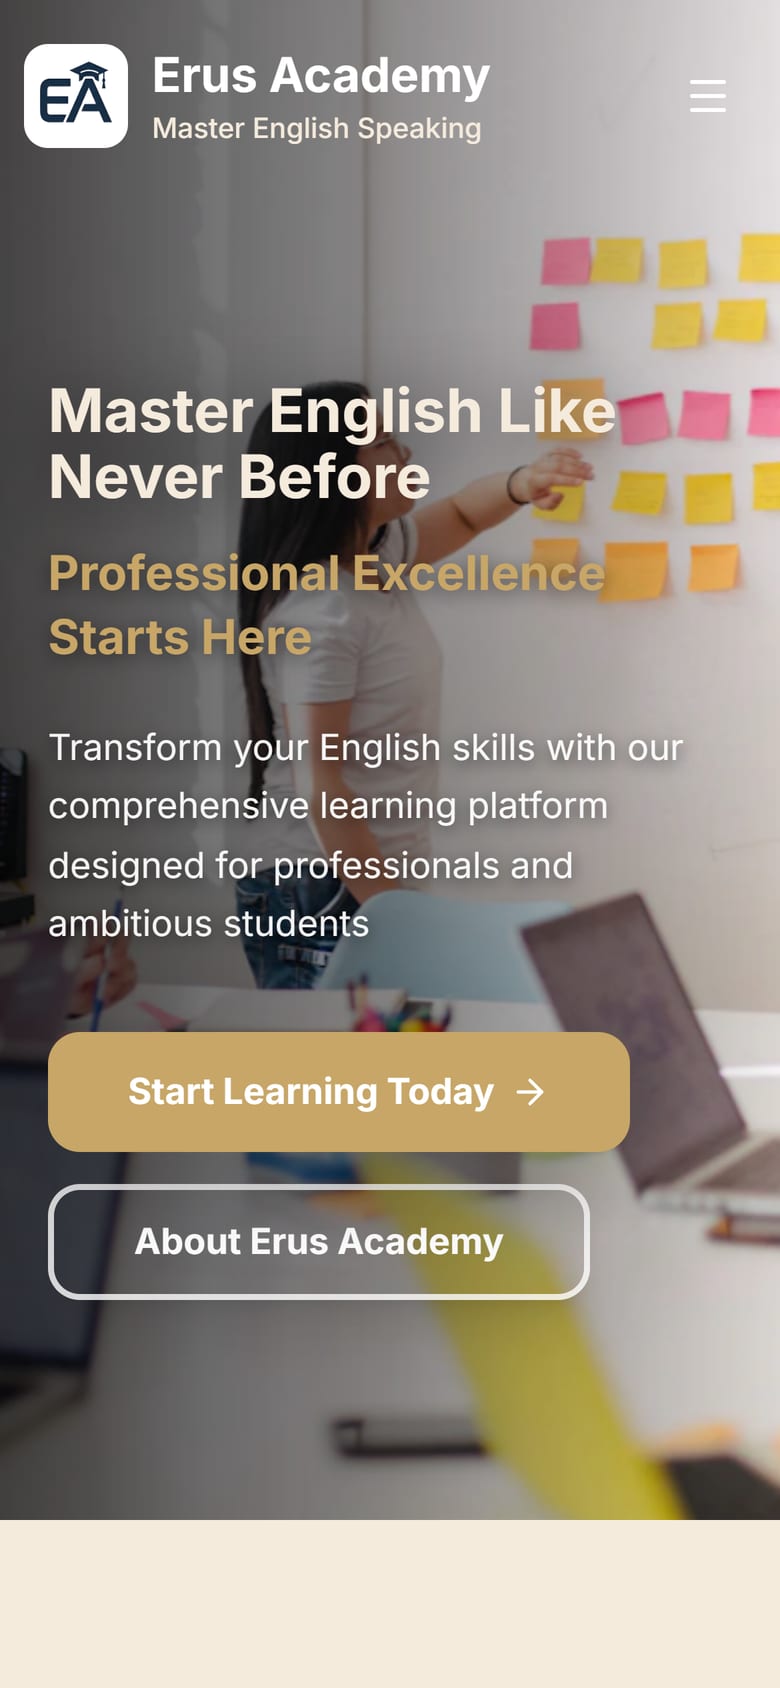 EA
Erus Academy
Master English Speaking
Master English Like
Never Before
Professional Excellence
Starts Here
Transform your English skills with our
comprehensive learning platform
designed for professionals and
ambitious students
Start Learning Today →
About Erus Academy